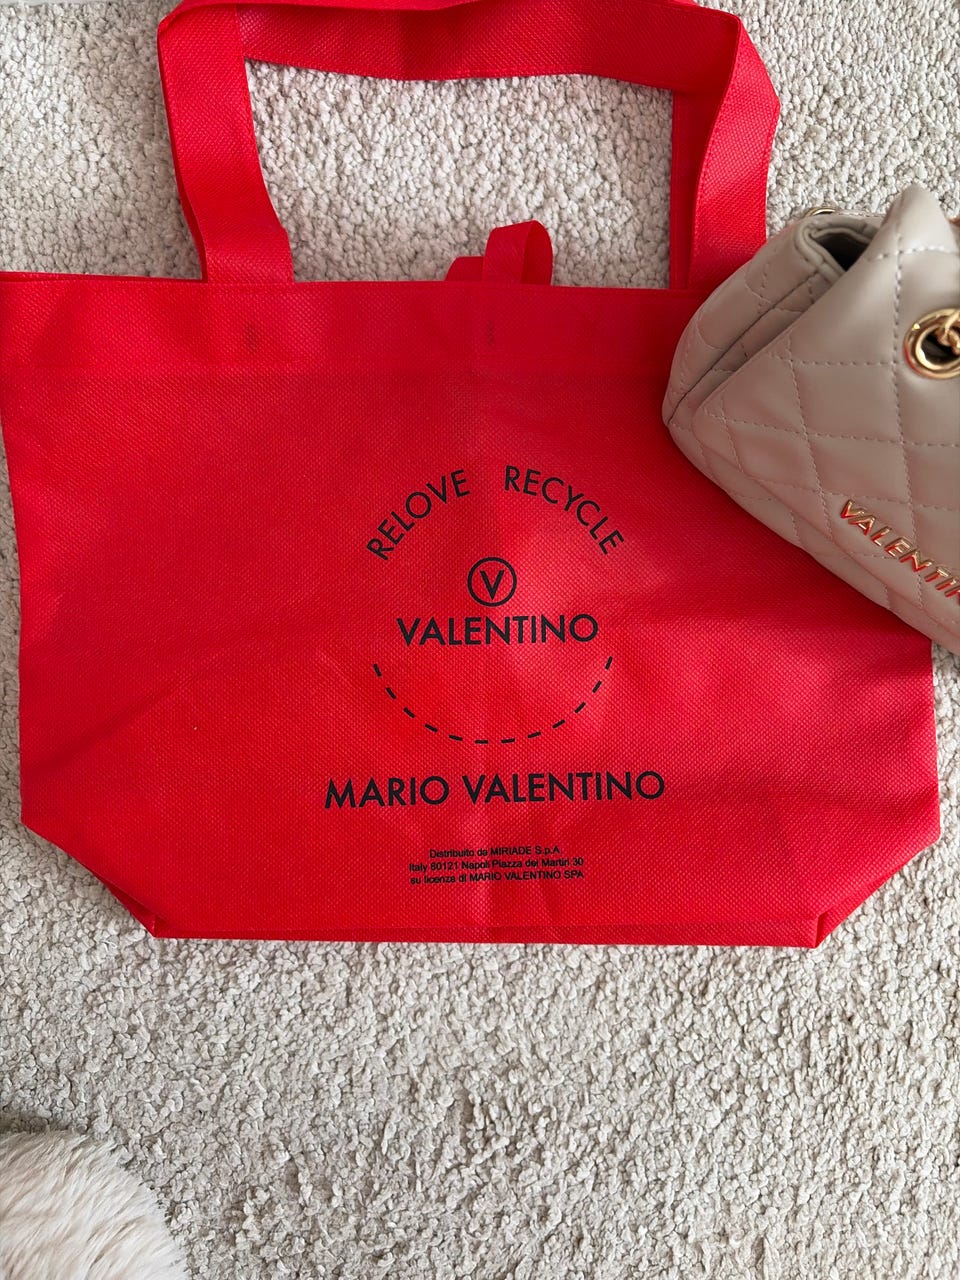 RELOVE RECYCLE
V
VALENTINO
MARIO VALENTINO
Distribuito da MIRIADE S.p.A.
Italy 80121 Napoli Piazza dei Martiri 30
su licenza di MARIO VALENTINO SPA
VALENTIN